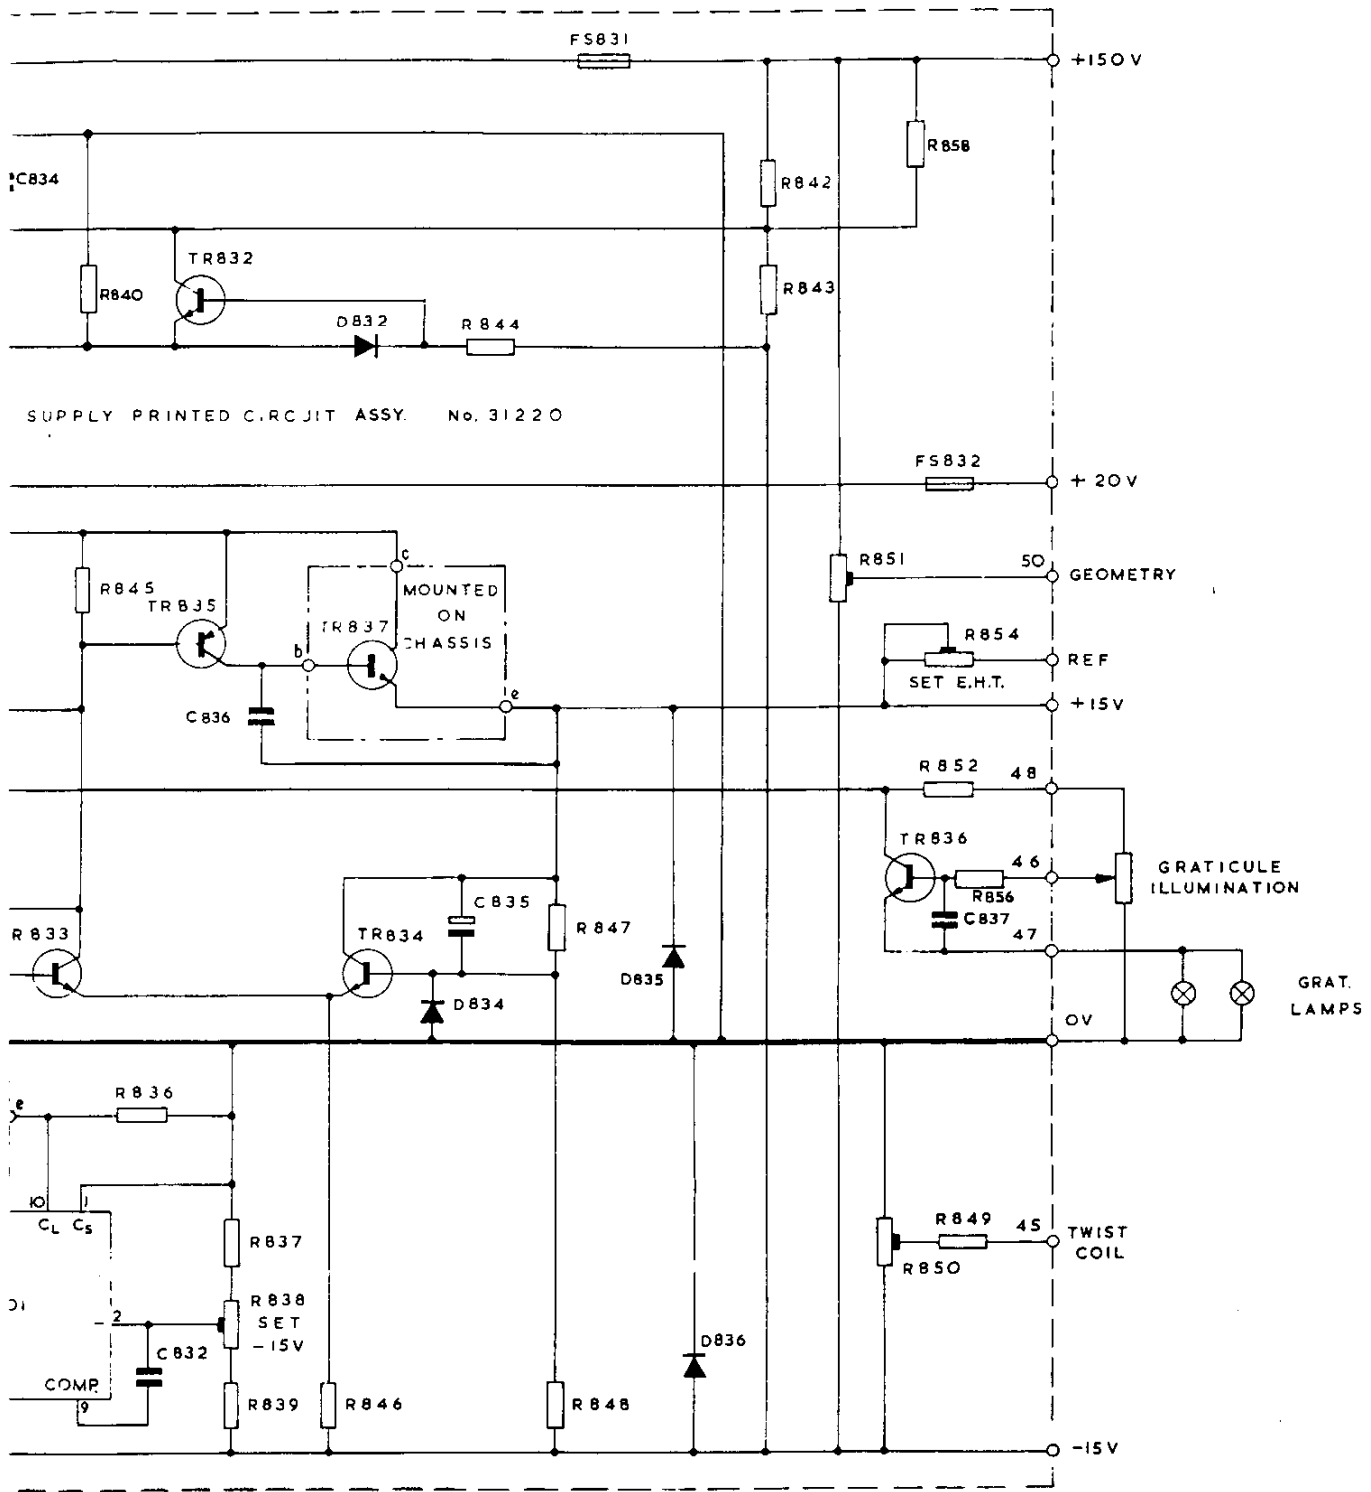 FS831
+150V
R858
C834
R842
TR832
R840
R843
D832
R844
SUPPLY PRINTED CIRCUIT ASSY. No. 31220
FS832
+ 20V
c
R851
50
GEOMETRY
R845
MOUNTED
ON
CHASSIS
TR835
TR837
R854
b
REF
SET E.H.T.
e
C836
+15V
R852
48
TR836
46
GRATICULE
ILLUMINATION
R856
C835
C837
R847
R833
TR834
47
D835
D834
GRAT.
LAMPS
0V
R836
e
10
1
CL CS
R849
45
TWIST
COIL
R837
R850
R838
SET
-15V
01
- 2
C832
D836
COMP.
9
R839
R846
R848
-15V